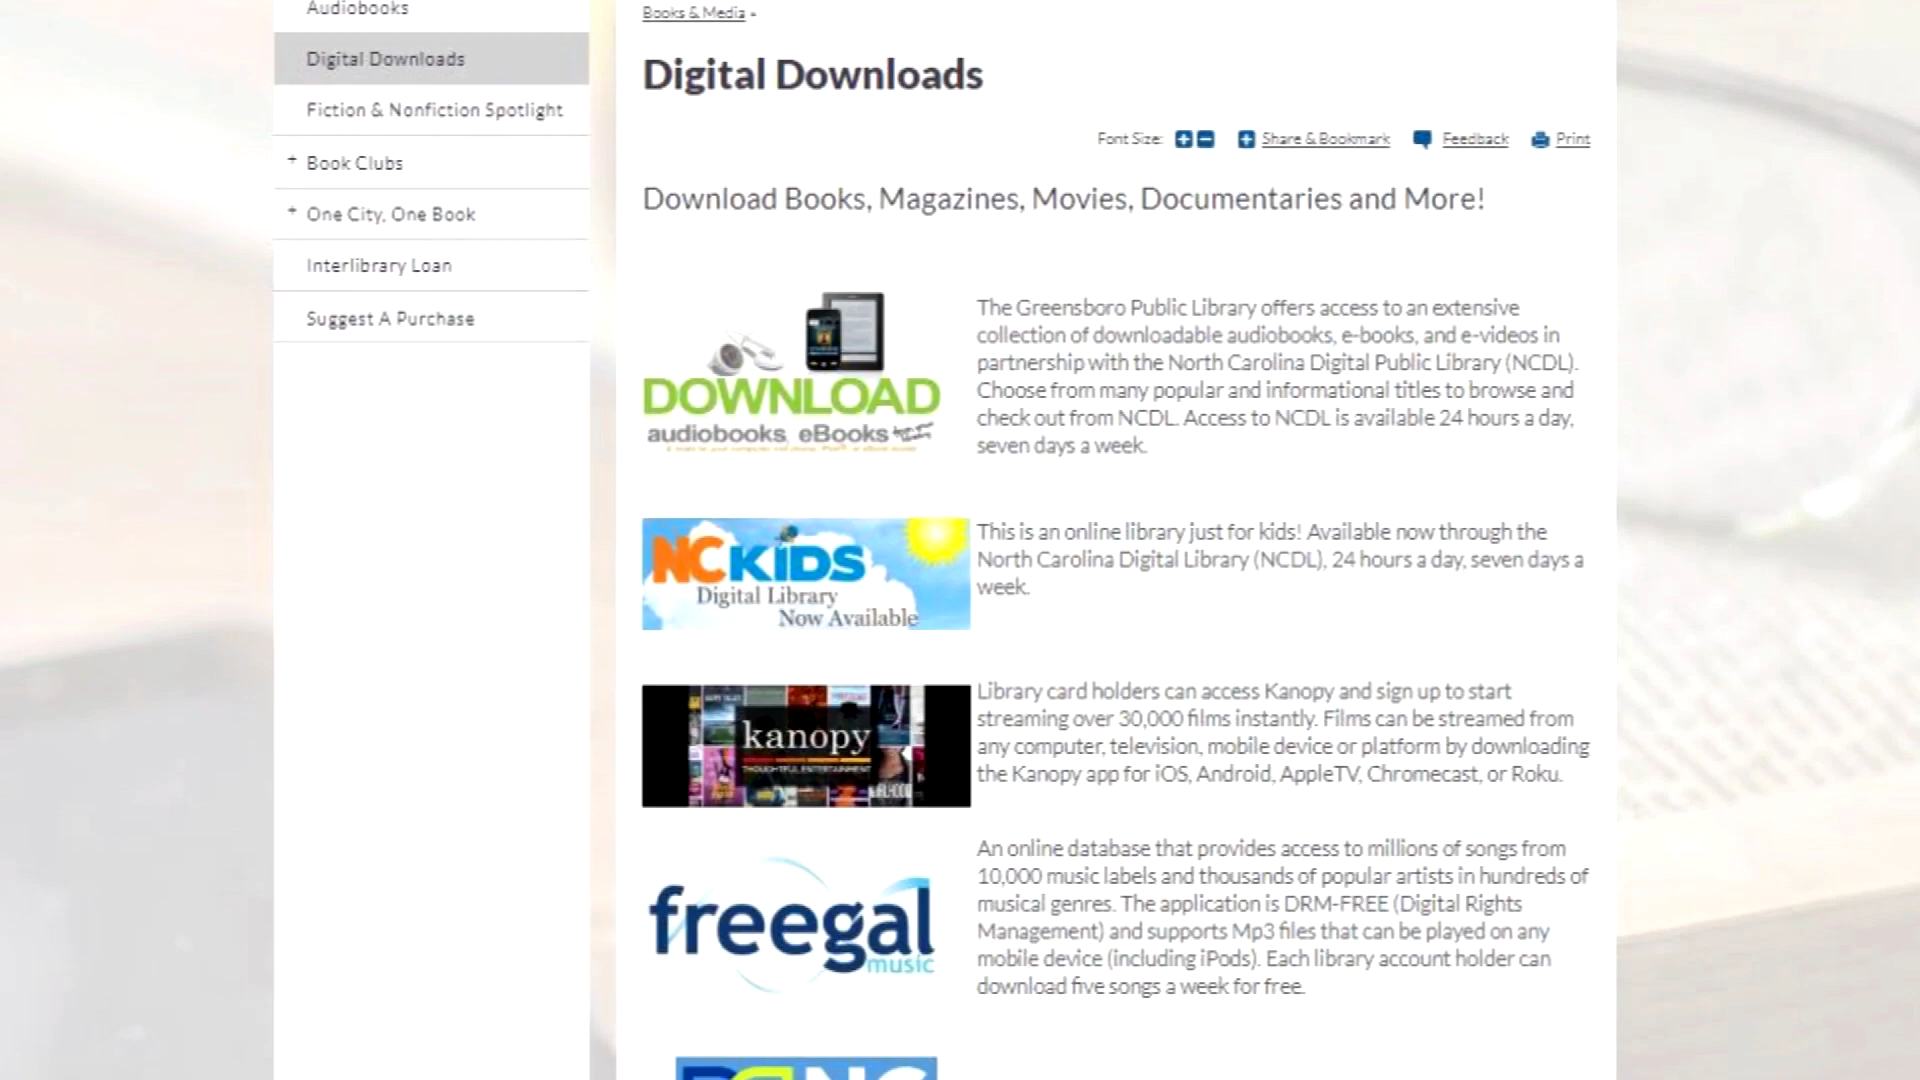 Audiobooks
Digital Downloads
Fiction & Nonfiction Spotlight
+ Book Clubs
+ One City, One Book
Interlibrary Loan
Suggest A Purchase
Books & Media
Digital Downloads
Font Size: Share & Bookmark Feedback Print
Download Books, Magazines, Movies, Documentaries and More!
DOWNLOAD
audiobooks, eBooks
The Greensboro Public Library offers access to an extensive
collection of downloadable audiobooks, e-books, and e-videos in
partnership with the North Carolina Digital Public Library (NCDL).
Choose from many popular and informational titles to browse and
check out from NCDL. Access to NCDL is available 24 hours a day,
seven days a week.
NC KIDS
Digital Library
Now Available
This is an online library just for kids! Available now through the
North Carolina Digital Library (NCDL), 24 hours a day, seven days a
week.
kanopy
THOUGHTFUL ENTERTAINMENT
Library card holders can access Kanopy and sign up to start
streaming over 30,000 films instantly. Films can be streamed from
any computer, television, mobile device or platform by downloading
the Kanopy app for iOS, Android, AppleTV, Chromecast, or Roku.
freegal
music
An online database that provides access to millions of songs from
10,000 music labels and thousands of popular artists in hundreds of
musical genres. The application is DRM-FREE (Digital Rights
Management) and supports Mp3 files that can be played on any
mobile device (including iPods). Each library account holder can
download five songs a week for free.